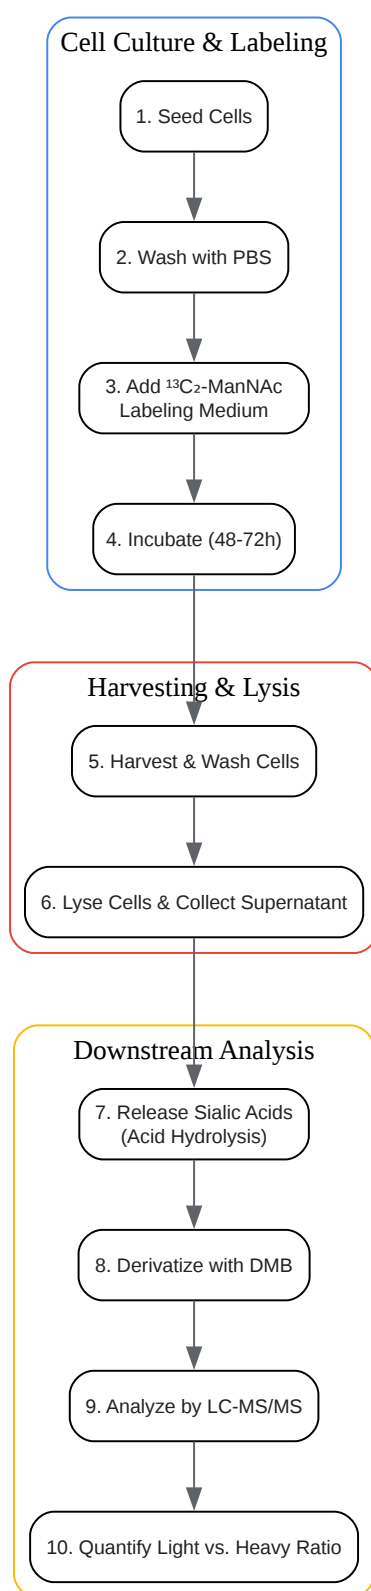 Cell Culture & Labeling
1. Seed Cells
2. Wash with PBS
3. Add ¹³C₂-ManNAc
Labeling Medium
4. Incubate (48-72h)
Harvesting & Lysis
5. Harvest & Wash Cells
6. Lyse Cells & Collect Supernatant
Downstream Analysis
7. Release Sialic Acids
(Acid Hydrolysis)
8. Derivatize with DMB
9. Analyze by LC-MS/MS
10. Quantify Light vs. Heavy Ratio